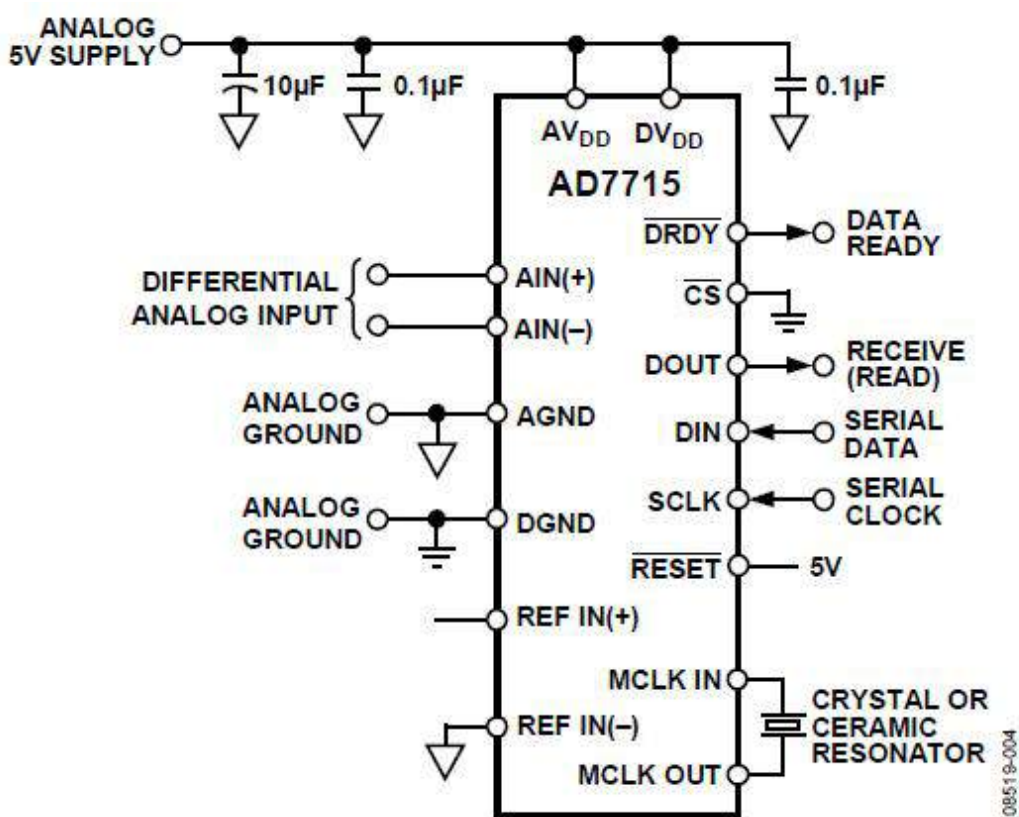 ANALOG
5V SUPPLY
10µF
0.1µF
0.1µF
AVDD
DVDD
AD7715
DRDY
DATA
READY
DIFFERENTIAL
ANALOG INPUT
AIN(+)
AIN(–)
CS
DOUT
RECEIVE
(READ)
ANALOG
GROUND
AGND
DIN
SERIAL
DATA
ANALOG
GROUND
DGND
SCLK
SERIAL
CLOCK
RESET
5V
REF IN(+)
MCLK IN
REF IN(–)
CRYSTAL OR
CERAMIC
RESONATOR
MCLK OUT
08519-004